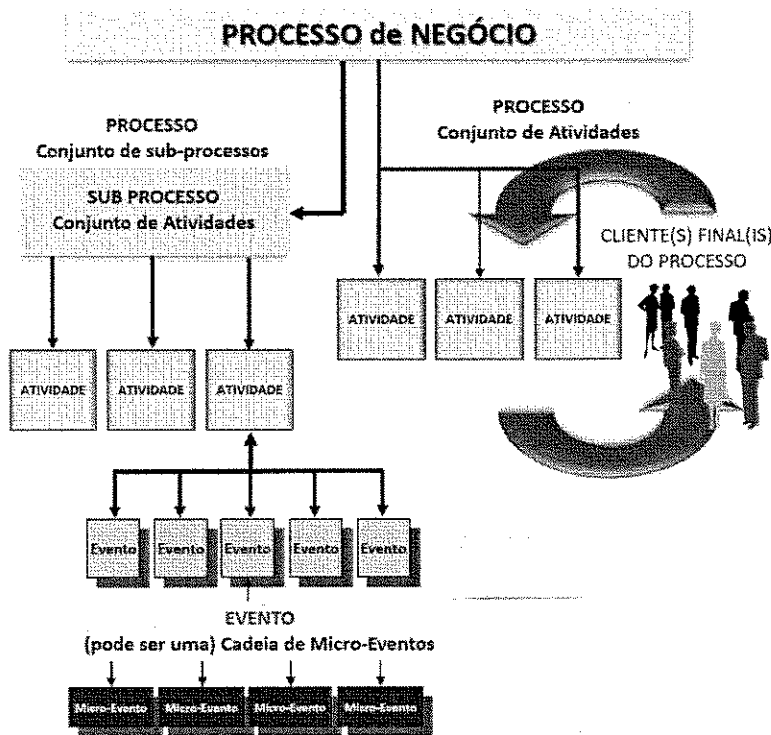 PROCESSO de NEGÓCIO
PROCESSO
Conjunto de sub-processos
SUB PROCESSO
Conjunto de Atividades
PROCESSO
Conjunto de Atividades
CLIENTE(S) FINAL(IS)
DO PROCESSO
ATIVIDADE
ATIVIDADE
ATIVIDADE
ATIVIDADE
ATIVIDADE
ATIVIDADE
Evento
Evento
Evento
Evento
Evento
EVENTO
(pode ser uma) Cadeia de Micro-Eventos
Micro-Evento
Micro-Evento
Micro-Evento
Micro-Evento